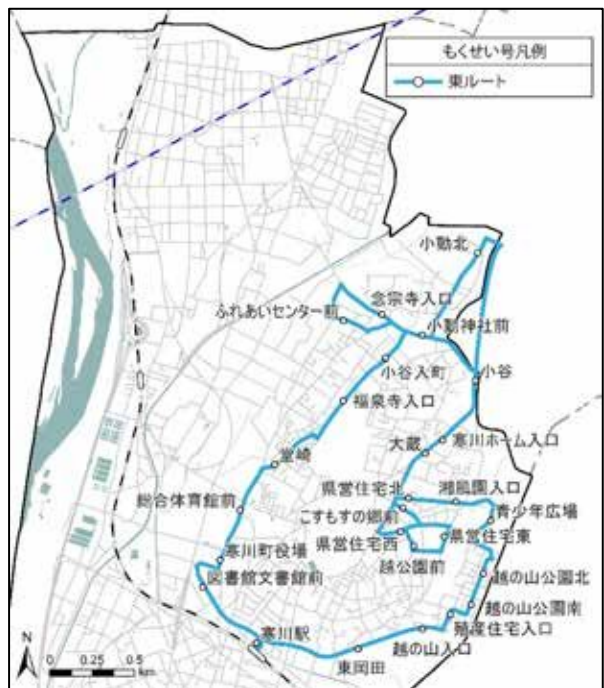 もくせい号凡例
東ルート
小動北
念宗寺入口
ふれあいセンター前
小動神社前
小谷
小谷入町
福泉寺入口
寒川ホーム入口
大蔵
堂崎
県営住宅北
湘風園入口
総合体育館前
こすもすの郷前
青少年広場
県営住宅西
県営住宅東
越公園前
寒川町役場
図書館文書館前
越の山公園北
越の山公園南
殖産住宅入口
寒川駅
越の山入口
東岡田
N
0 0.25 0.5
km